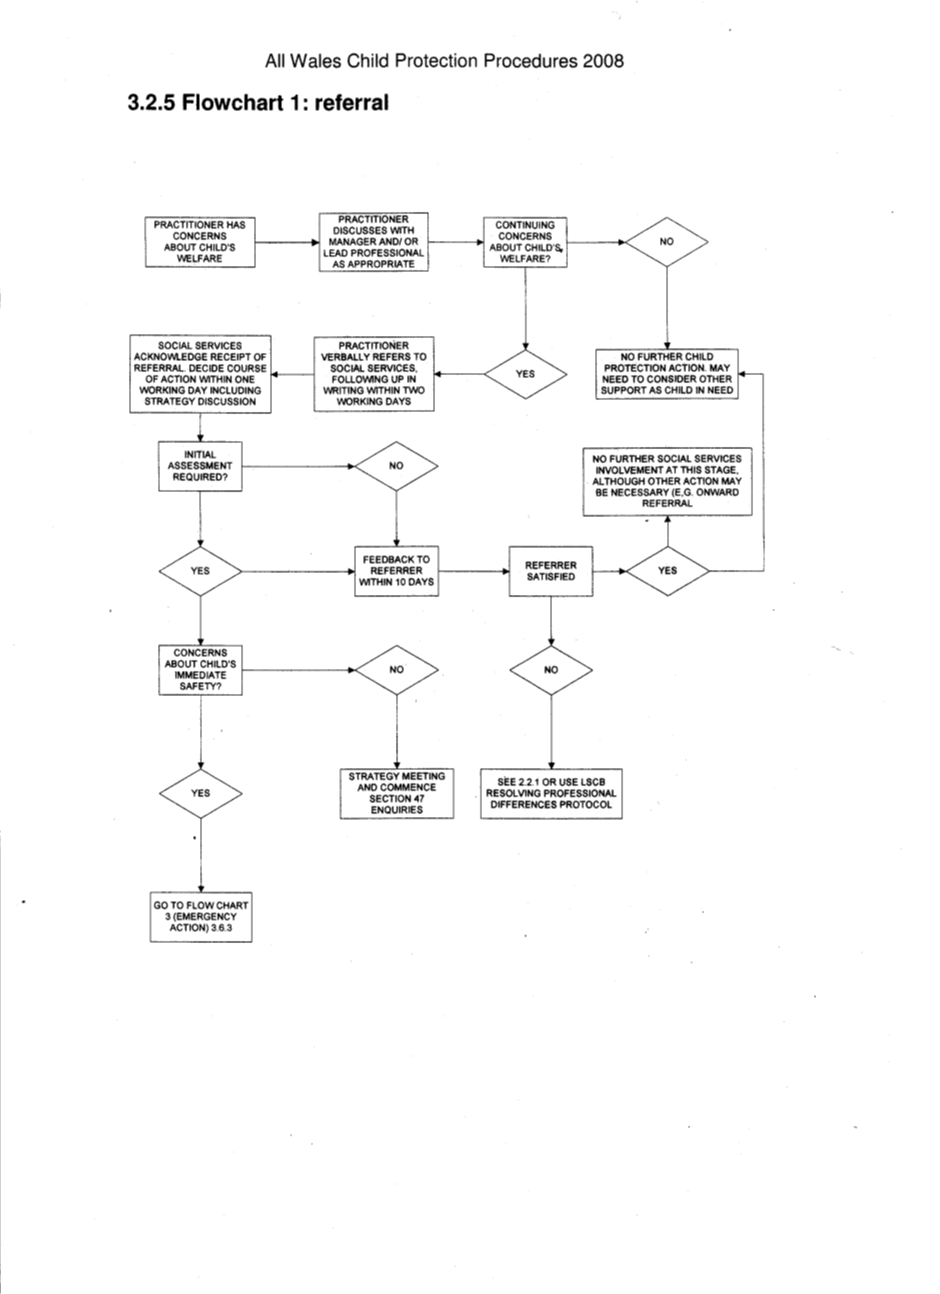 All Wales Child Protection Procedures 2008
3.2.5 Flowchart 1: referral
PRACTITIONER HAS
CONCERNS
ABOUT CHILD'S
WELFARE
PRACTITIONER
DISCUSSES WITH
MANAGER AND/ OR
LEAD PROFESSIONAL
AS APPROPRIATE
CONTINUING
CONCERNS
ABOUT CHILD'S
WELFARE?
NO
SOCIAL SERVICES
ACKNOWLEDGE RECEIPT OF
REFERRAL. DECIDE COURSE
OF ACTION WITHIN ONE
WORKING DAY INCLUDING
STRATEGY DISCUSSION
PRACTITIONER
VERBALLY REFERS TO
SOCIAL SERVICES,
FOLLOWING UP IN
WRITING WITHIN TWO
WORKING DAYS
YES
NO FURTHER CHILD
PROTECTION ACTION. MAY
NEED TO CONSIDER OTHER
SUPPORT AS CHILD IN NEED
INITIAL
ASSESSMENT
REQUIRED?
NO
NO FURTHER SOCIAL SERVICES
INVOLVEMENT AT THIS STAGE,
ALTHOUGH OTHER ACTION MAY
BE NECESSARY (E,G. ONWARD
REFERRAL
YES
FEEDBACK TO
REFERRER
WITHIN 10 DAYS
REFERRER
SATISFIED
YES
CONCERNS
ABOUT CHILD'S
IMMEDIATE
SAFETY?
NO
NO
YES
STRATEGY MEETING
AND COMMENCE
SECTION 47
ENQUIRIES
SEE 2.2.1 OR USE LSCB
RESOLVING PROFESSIONAL
DIFFERENCES PROTOCOL
GO TO FLOW CHART
3 (EMERGENCY
ACTION) 3.6.3